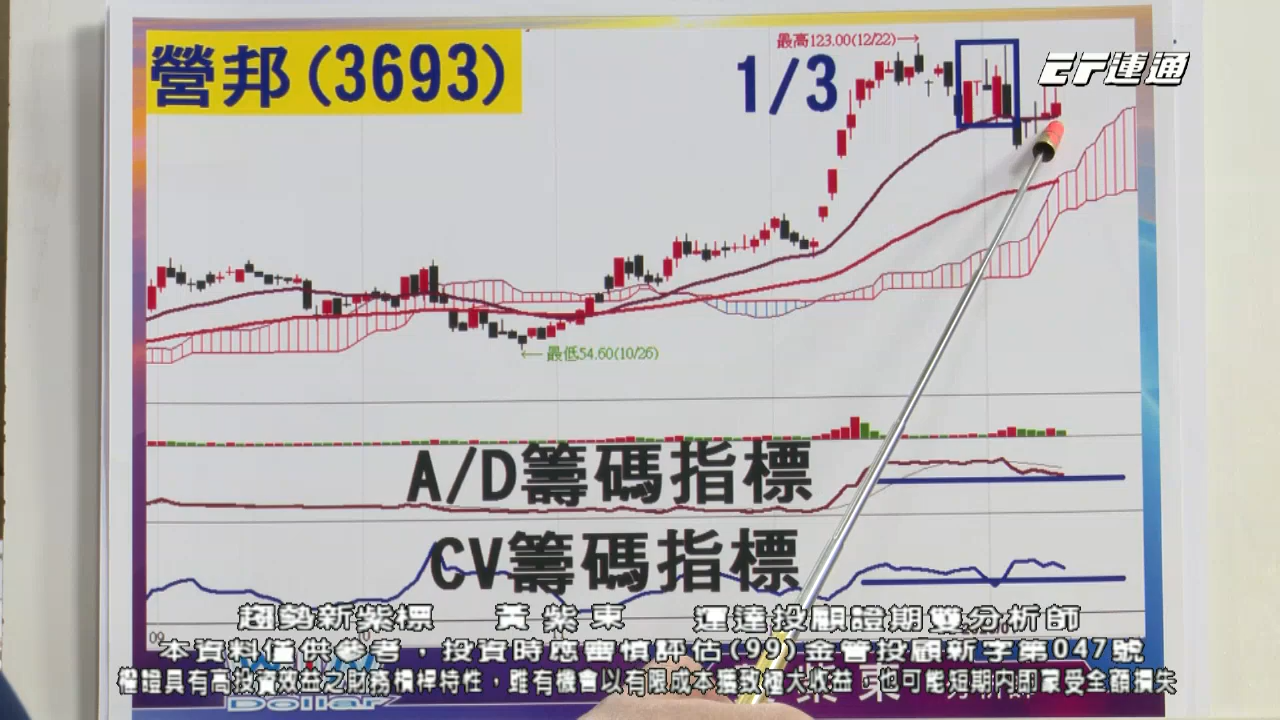 最高123.00(12/22)
EF運通
營邦(3693)
1/3
最低54.60(10/26)
A/D籌碼指標
CV籌碼指標
趨勢新紫標 黃紫東 運達投顧證期雙分析師
09
本資料僅供參考，投資時應審慎評估(99)金管投顧新字第047號
權證具有高投資效益之財務槓桿特性，雖有機會以有限成本獲致極大收益，也可能短期內即蒙受全額損失
Dollar